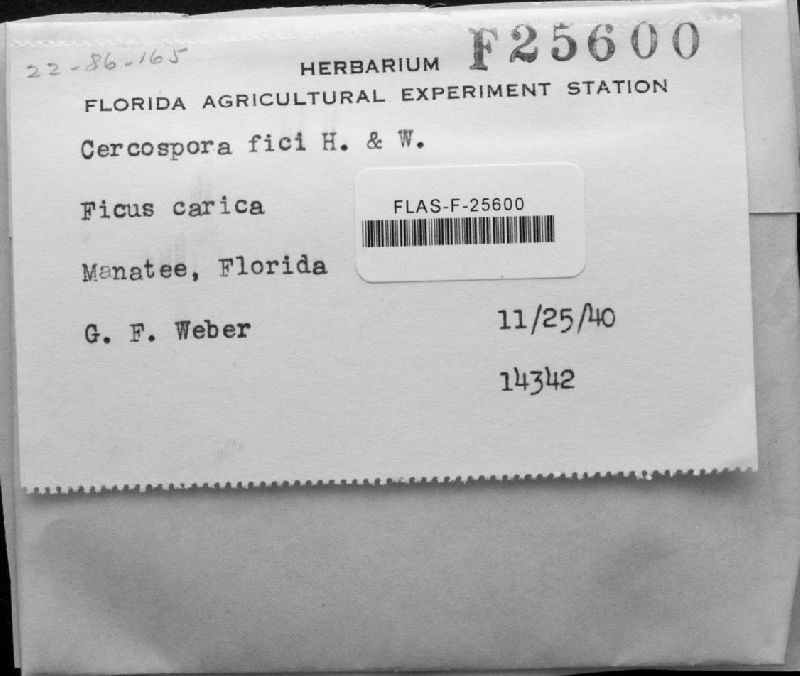 22-86-165
HERBARIUM F25600
FLORIDA AGRICULTURAL EXPERIMENT STATION
Cercospora fici H. & W.
Ficus carica
FLAS-F-25600
Manatee, Florida
G. F. Weber 11/25/40
14342